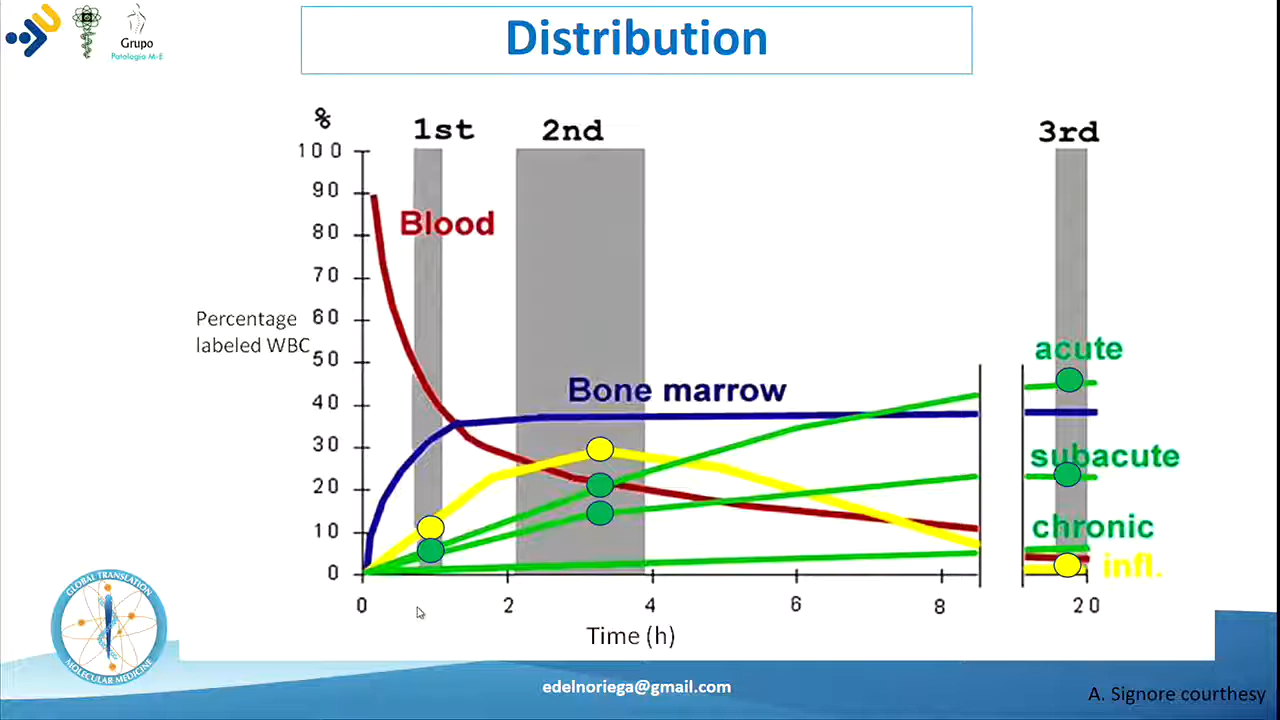 Distribution
Grupo
Patología M-E
%
1st
2nd
3rd
100
90
80
70
60
50
40
30
20
10
0
Blood
Percentage
labeled WBC
Bone marrow
acute
subacute
chronic
infl.
0 2 4 6 8 20
Time (h)
GLOBAL TRANSLATION
MOLECULAR MEDICINE
edelnoriega@gmail.com
A. Signore courthesy